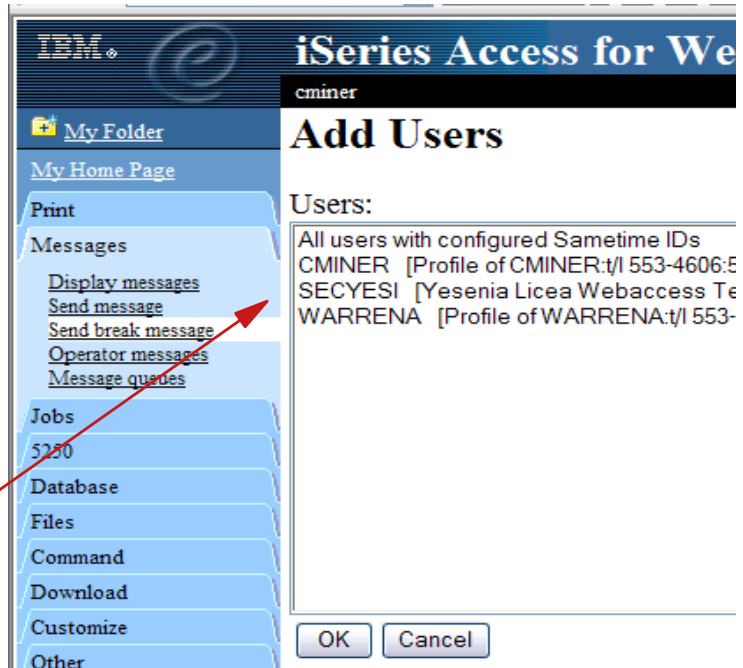 IBM®
iSeries Access for We
cminer
My Folder
My Home Page
Print
Messages
Display messages
Send message
Send break message
Operator messages
Message queues
Jobs
5250
Database
Files
Command
Download
Customize
Other
Add Users
Users:
All users with configured Sametime IDs
CMINER [Profile of CMINER:t/l 553-4606:5
SECYESI [Yesenia Licea Webaccess Te
WARRENA [Profile of WARRENA:t/l 553-
OK
Cancel